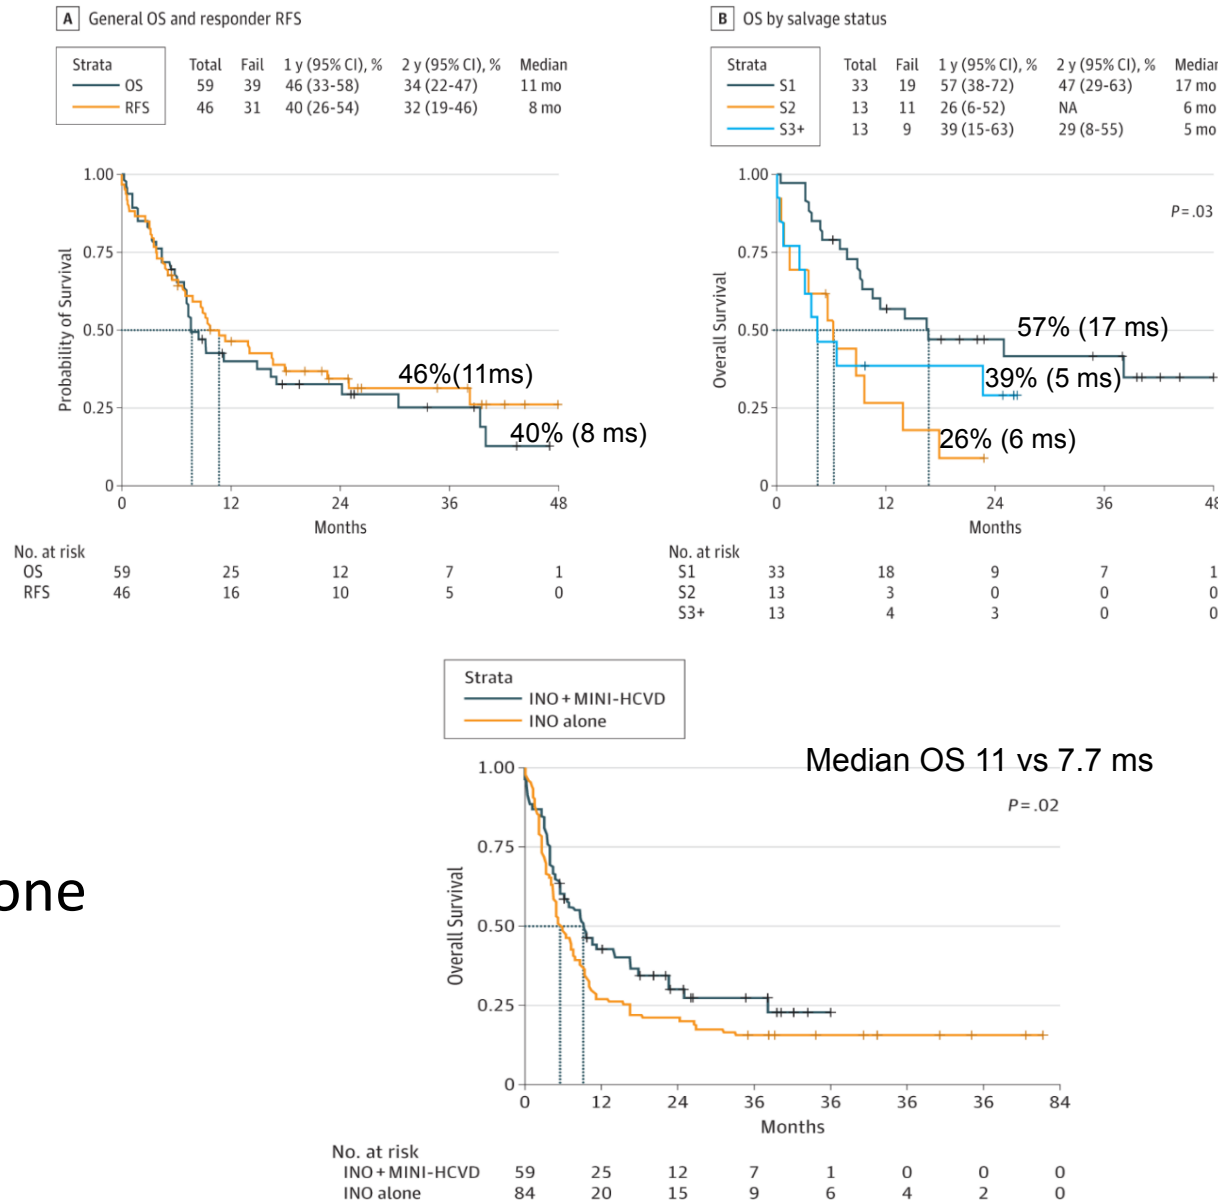 A General OS and responder RFS
Strata Total Fail 1 y (95% CI), % 2 y (95% CI), % Median
OS 59 39 46 (33-58) 34 (22-47) 11 mo
RFS 46 31 40 (26-54) 32 (19-46) 8 mo
1.00
0.75
0.50
0.25
0
Probability of Survival
46%(11ms)
40% (8 ms)
0 12 24 36 48
Months
No. at risk
OS 59 25 12 7 1
RFS 46 16 10 5 0
B OS by salvage status
Strata Total Fail 1 y (95% CI), % 2 y (95% CI), % Median
S1 33 19 57 (38-72) 47 (29-63) 17 mo
S2 13 11 26 (6-52) NA 6 mo
S3+ 13 9 39 (15-63) 29 (8-55) 5 mo
1.00
0.75
0.50
0.25
0
Overall Survival
P=.03
57% (17 ms)
39% (5 ms)
26% (6 ms)
0 12 24 36 48
Months
No. at risk
S1 33 18 9 7 1
S2 13 3 0 0 0
S3+ 13 4 3 0 0
one
Strata
INO+MINI-HCVD
INO alone
Median OS 11 vs 7.7 ms
P=.02
1.00
0.75
0.50
0.25
0
Overall Survival
0 12 24 36 36 36 36 84
Months
No. at risk
INO+MINI-HCVD 59 25 12 7 1 0 0 0
INO alone 84 20 15 9 6 4 2 0